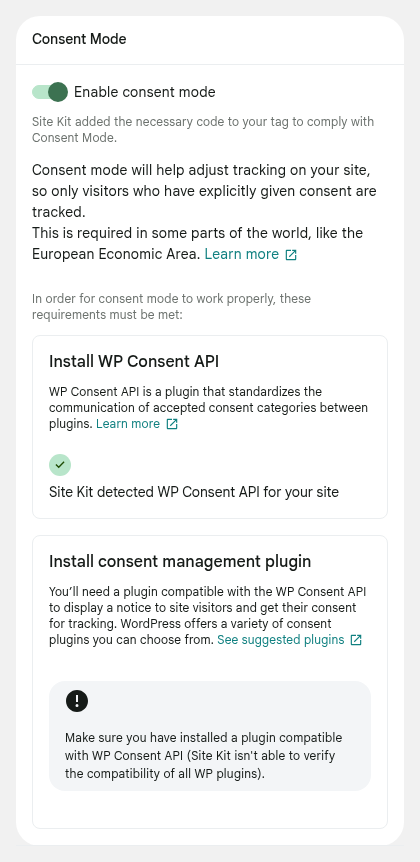 Consent Mode
Enable consent mode
Site Kit added the necessary code to your tag to comply with
Consent Mode.
Consent mode will help adjust tracking on your site,
so only visitors who have explicitly given consent are
tracked.
This is required in some parts of the world, like the
European Economic Area. Learn more
In order for consent mode to work properly, these
requirements must be met:
Install WP Consent API
WP Consent API is a plugin that standardizes the
communication of accepted consent categories between
plugins. Learn more
Site Kit detected WP Consent API for your site
Install consent management plugin
You’ll need a plugin compatible with the WP Consent API
to display a notice to site visitors and get their consent
for tracking. WordPress offers a variety of consent
plugins you can choose from. See suggested plugins
Make sure you have installed a plugin compatible
with WP Consent API (Site Kit isn't able to verify
the compatibility of all WP plugins).